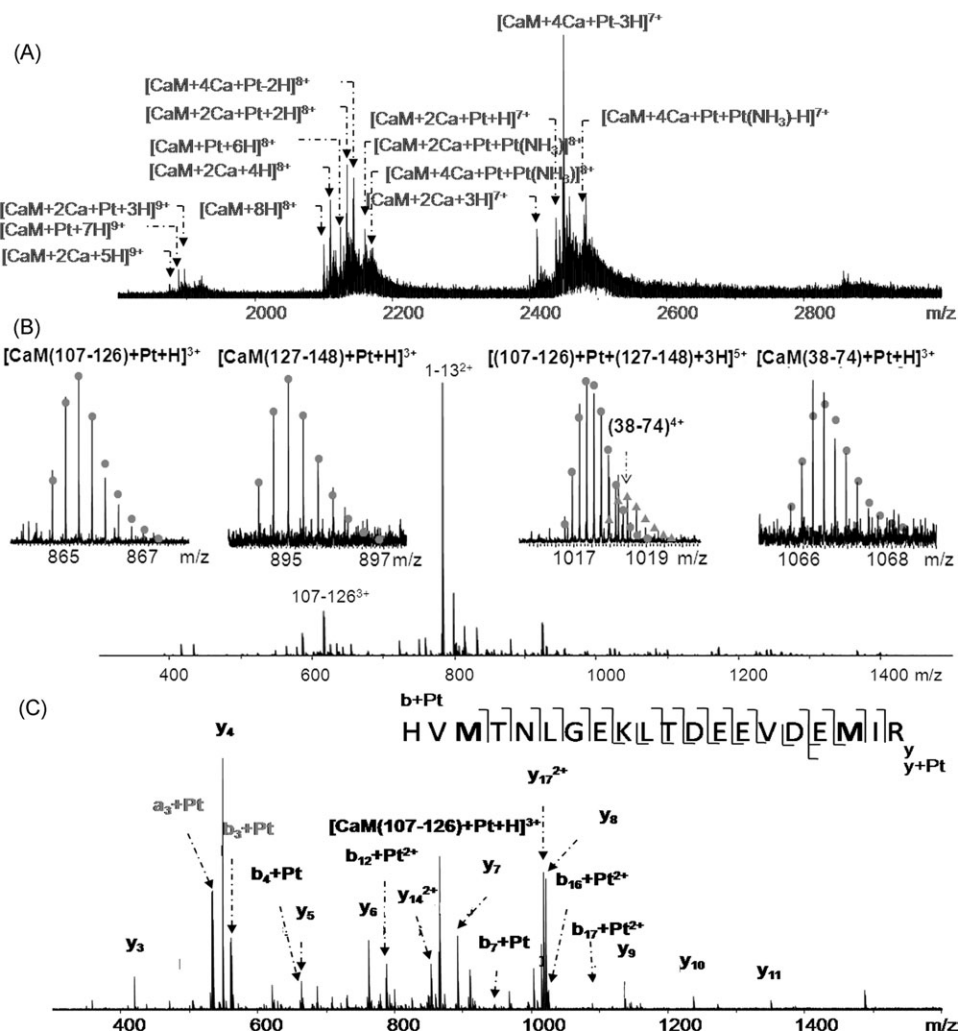 (A)
[CaM+4Ca+Pt-3H]⁷⁺
[CaM+4Ca+Pt-2H]⁸⁺
[CaM+2Ca+Pt+2H]⁸⁺
[CaM+Pt+6H]⁸⁺
[CaM+2Ca+4H]⁸⁺
[CaM+2Ca+Pt+H]⁷⁺
[CaM+2Ca+Pt+Pt(NH₃)]⁸⁺
[CaM+4Ca+Pt+Pt(NH₃)]⁸⁺
[CaM+2Ca+3H]⁷⁺
[CaM+4Ca+Pt+Pt(NH₃)-H]⁷⁺
[CaM+2Ca+Pt+3H]⁹⁺
[CaM+8H]⁸⁺
[CaM+Pt+7H]⁹⁺
[CaM+2Ca+5H]⁹⁺
2000 2200 2400 2600 2800 m/z
(B)
[CaM(107-126)+Pt+H]³⁺ [CaM(127-148)+Pt+H]³⁺ [(107-126)+Pt+(127-148)+3H]⁵⁺ [CaM(38-74)+Pt+H]³⁺
1-13²⁺
(38-74)⁴⁺
865 867 m/z
895 897 m/z
1017 1019 m/z
1066 1068 m/z
107-126³⁺
400 600 800 1000 1200 1400 m/z
(C)
b+Pt
HVMTNLGEKLTDEEVDEMIR
y
y+Pt
y₄
y₁₇²⁺
a₃+Pt
b₃+Pt
[CaM(107-126)+Pt+H]³⁺
y₈
b₁₂+Pt²⁺
y₇
b₄+Pt
y₁₄²⁺
b₁₆+Pt²⁺
y₃
y₅
y₆
b₇+Pt
b₁₇+Pt²⁺
y₉
y₁₀
y₁₁
400 600 800 1000 1200 1400 m/z